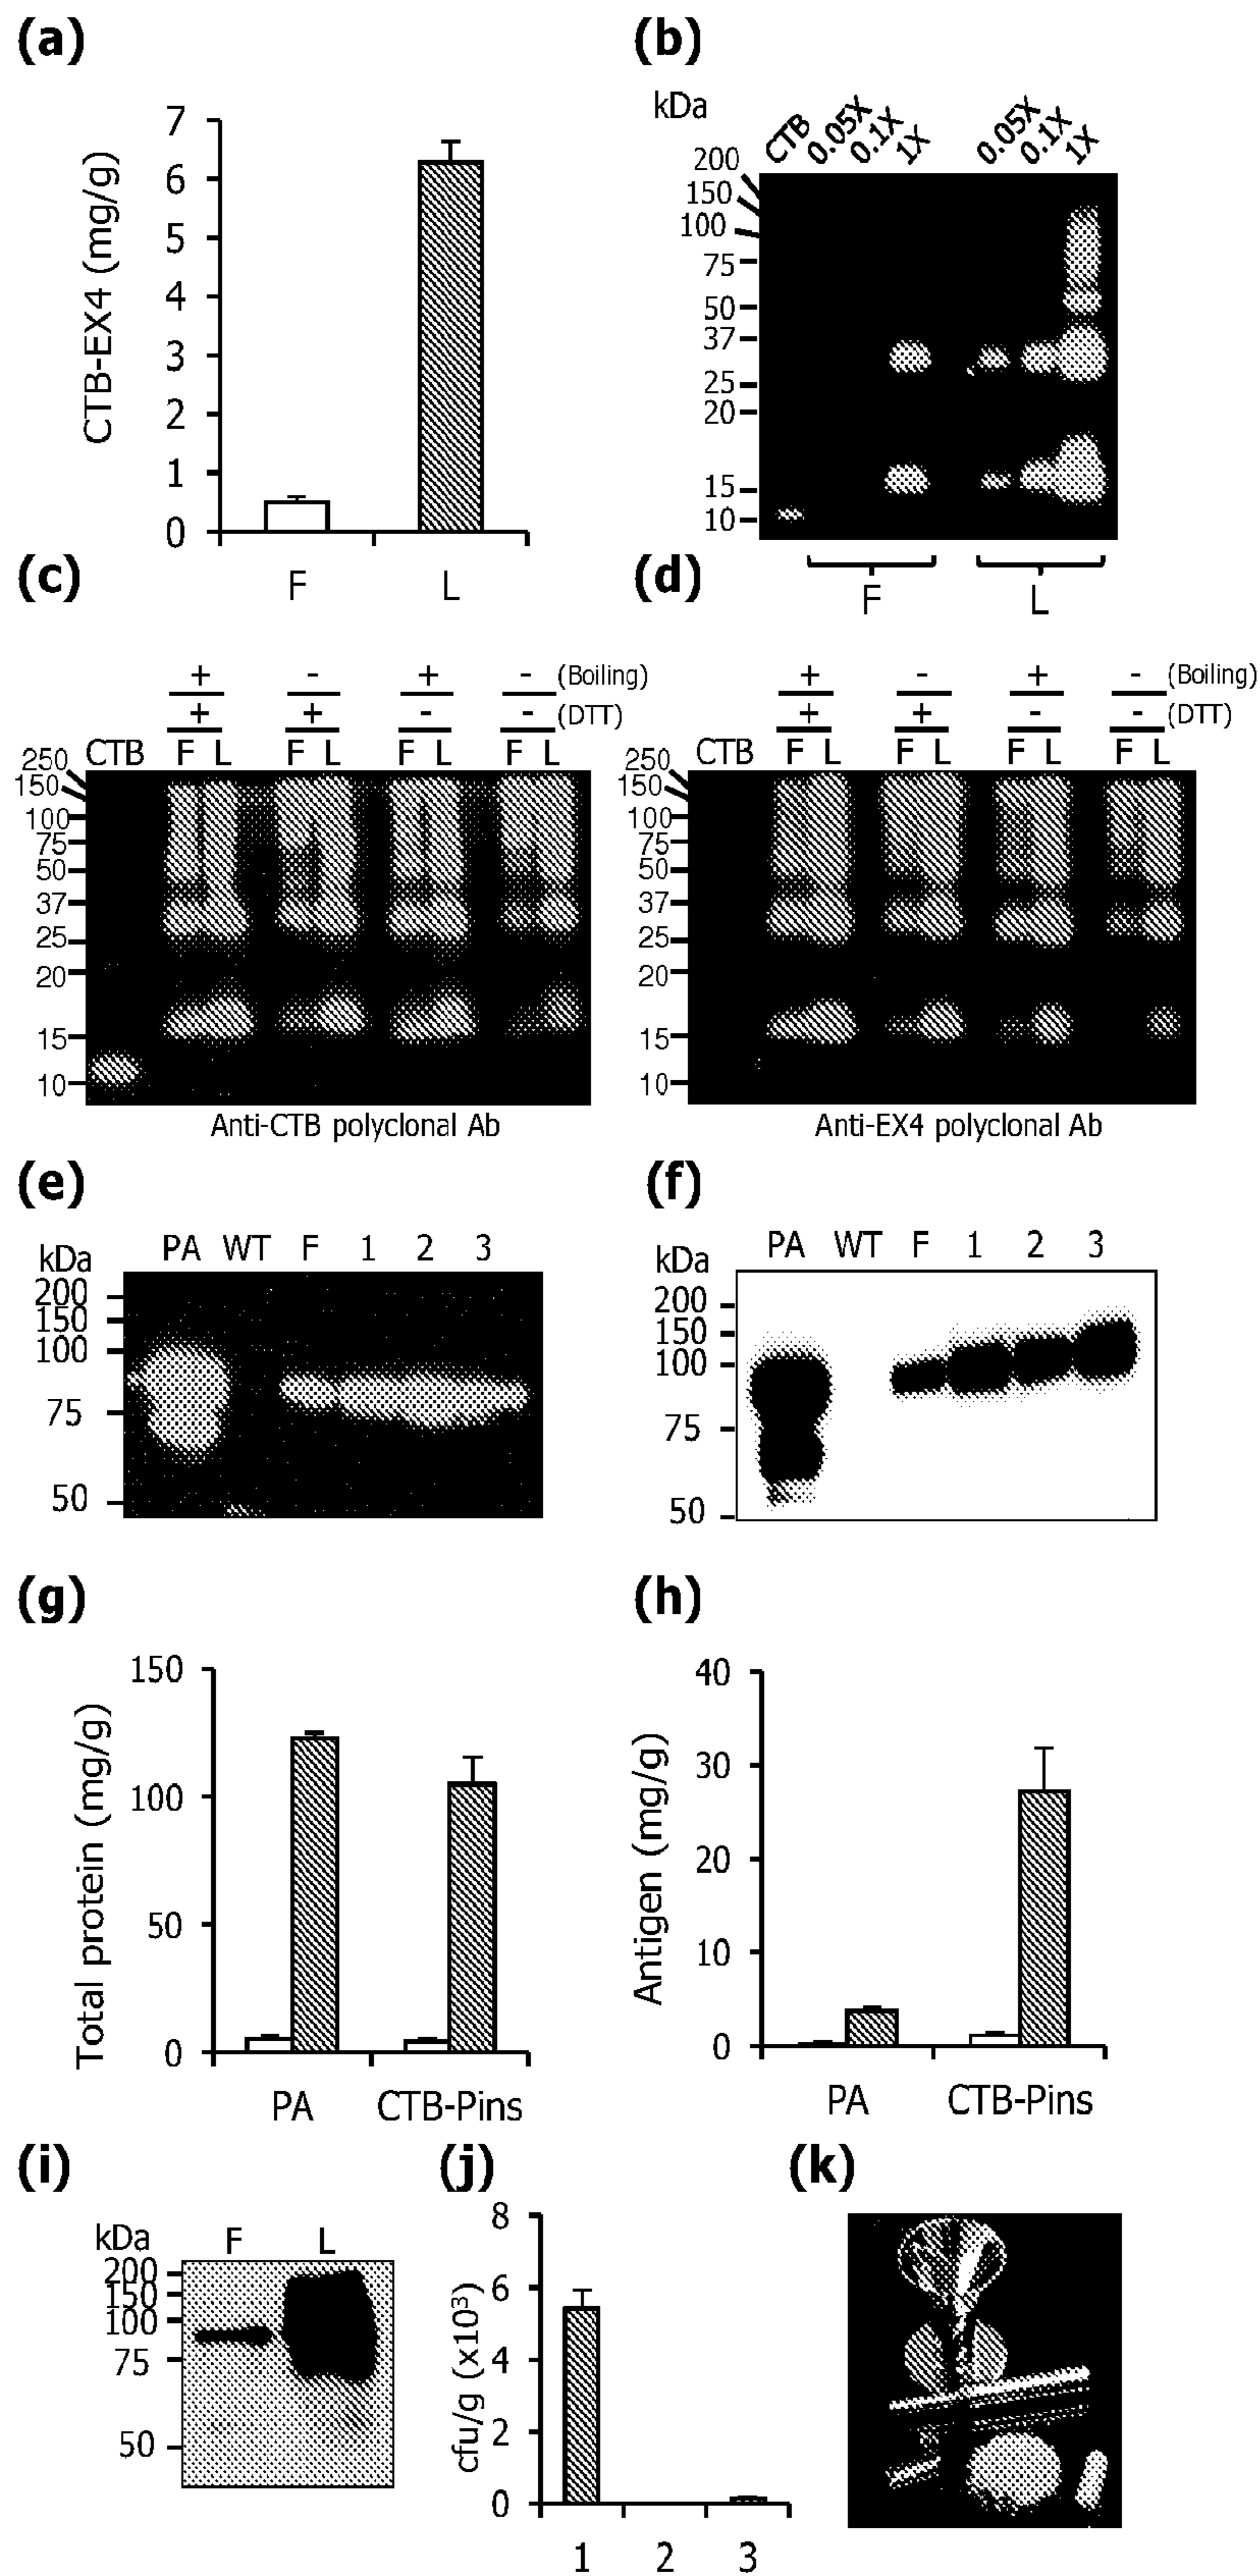 (a)
CTB-EX4 (mg/g)
7
6
5
4
3
2
1
0
F L
(b)
kDa
CTB 0.05X 0.1X 1X 0.05X 0.1X 1X
200
150
100
75
50
37
25
20
15
10
F L
(c)
+ - + - (Boiling)
+ + - - (DTT)
CTB F L F L F L F L
250
150
100
75
50
37
25
20
15
10
Anti-CTB polyclonal Ab
(d)
+ - + - (Boiling)
+ + - - (DTT)
CTB F L F L F L F L
250
150
100
75
50
37
25
20
15
10
Anti-EX4 polyclonal Ab
(e)
kDa PA WT F 1 2 3
200
150
100
75
50
(f)
kDa PA WT F 1 2 3
200
150
100
75
50
(g)
Total protein (mg/g)
150
100
50
0
PA CTB-Pins
(h)
Antigen (mg/g)
40
30
20
10
0
PA CTB-Pins
(i)
kDa F L
200
150
100
75
50
(j)
cfu/g (x10³)
8
6
4
2
0
1 2 3
(k)